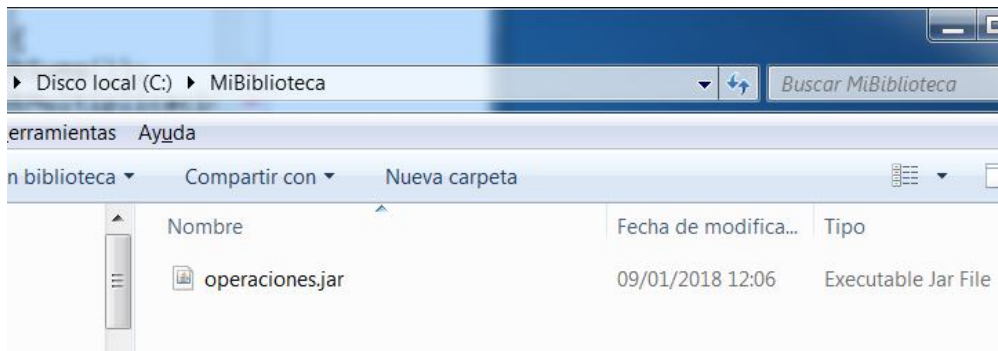 Disco local (C:) MiBiblioteca Buscar MiBiblioteca
erramientas Ayuda
n biblioteca Compartir con Nueva carpeta
Nombre Fecha de modifica... Tipo
operaciones.jar 09/01/2018 12:06 Executable Jar File